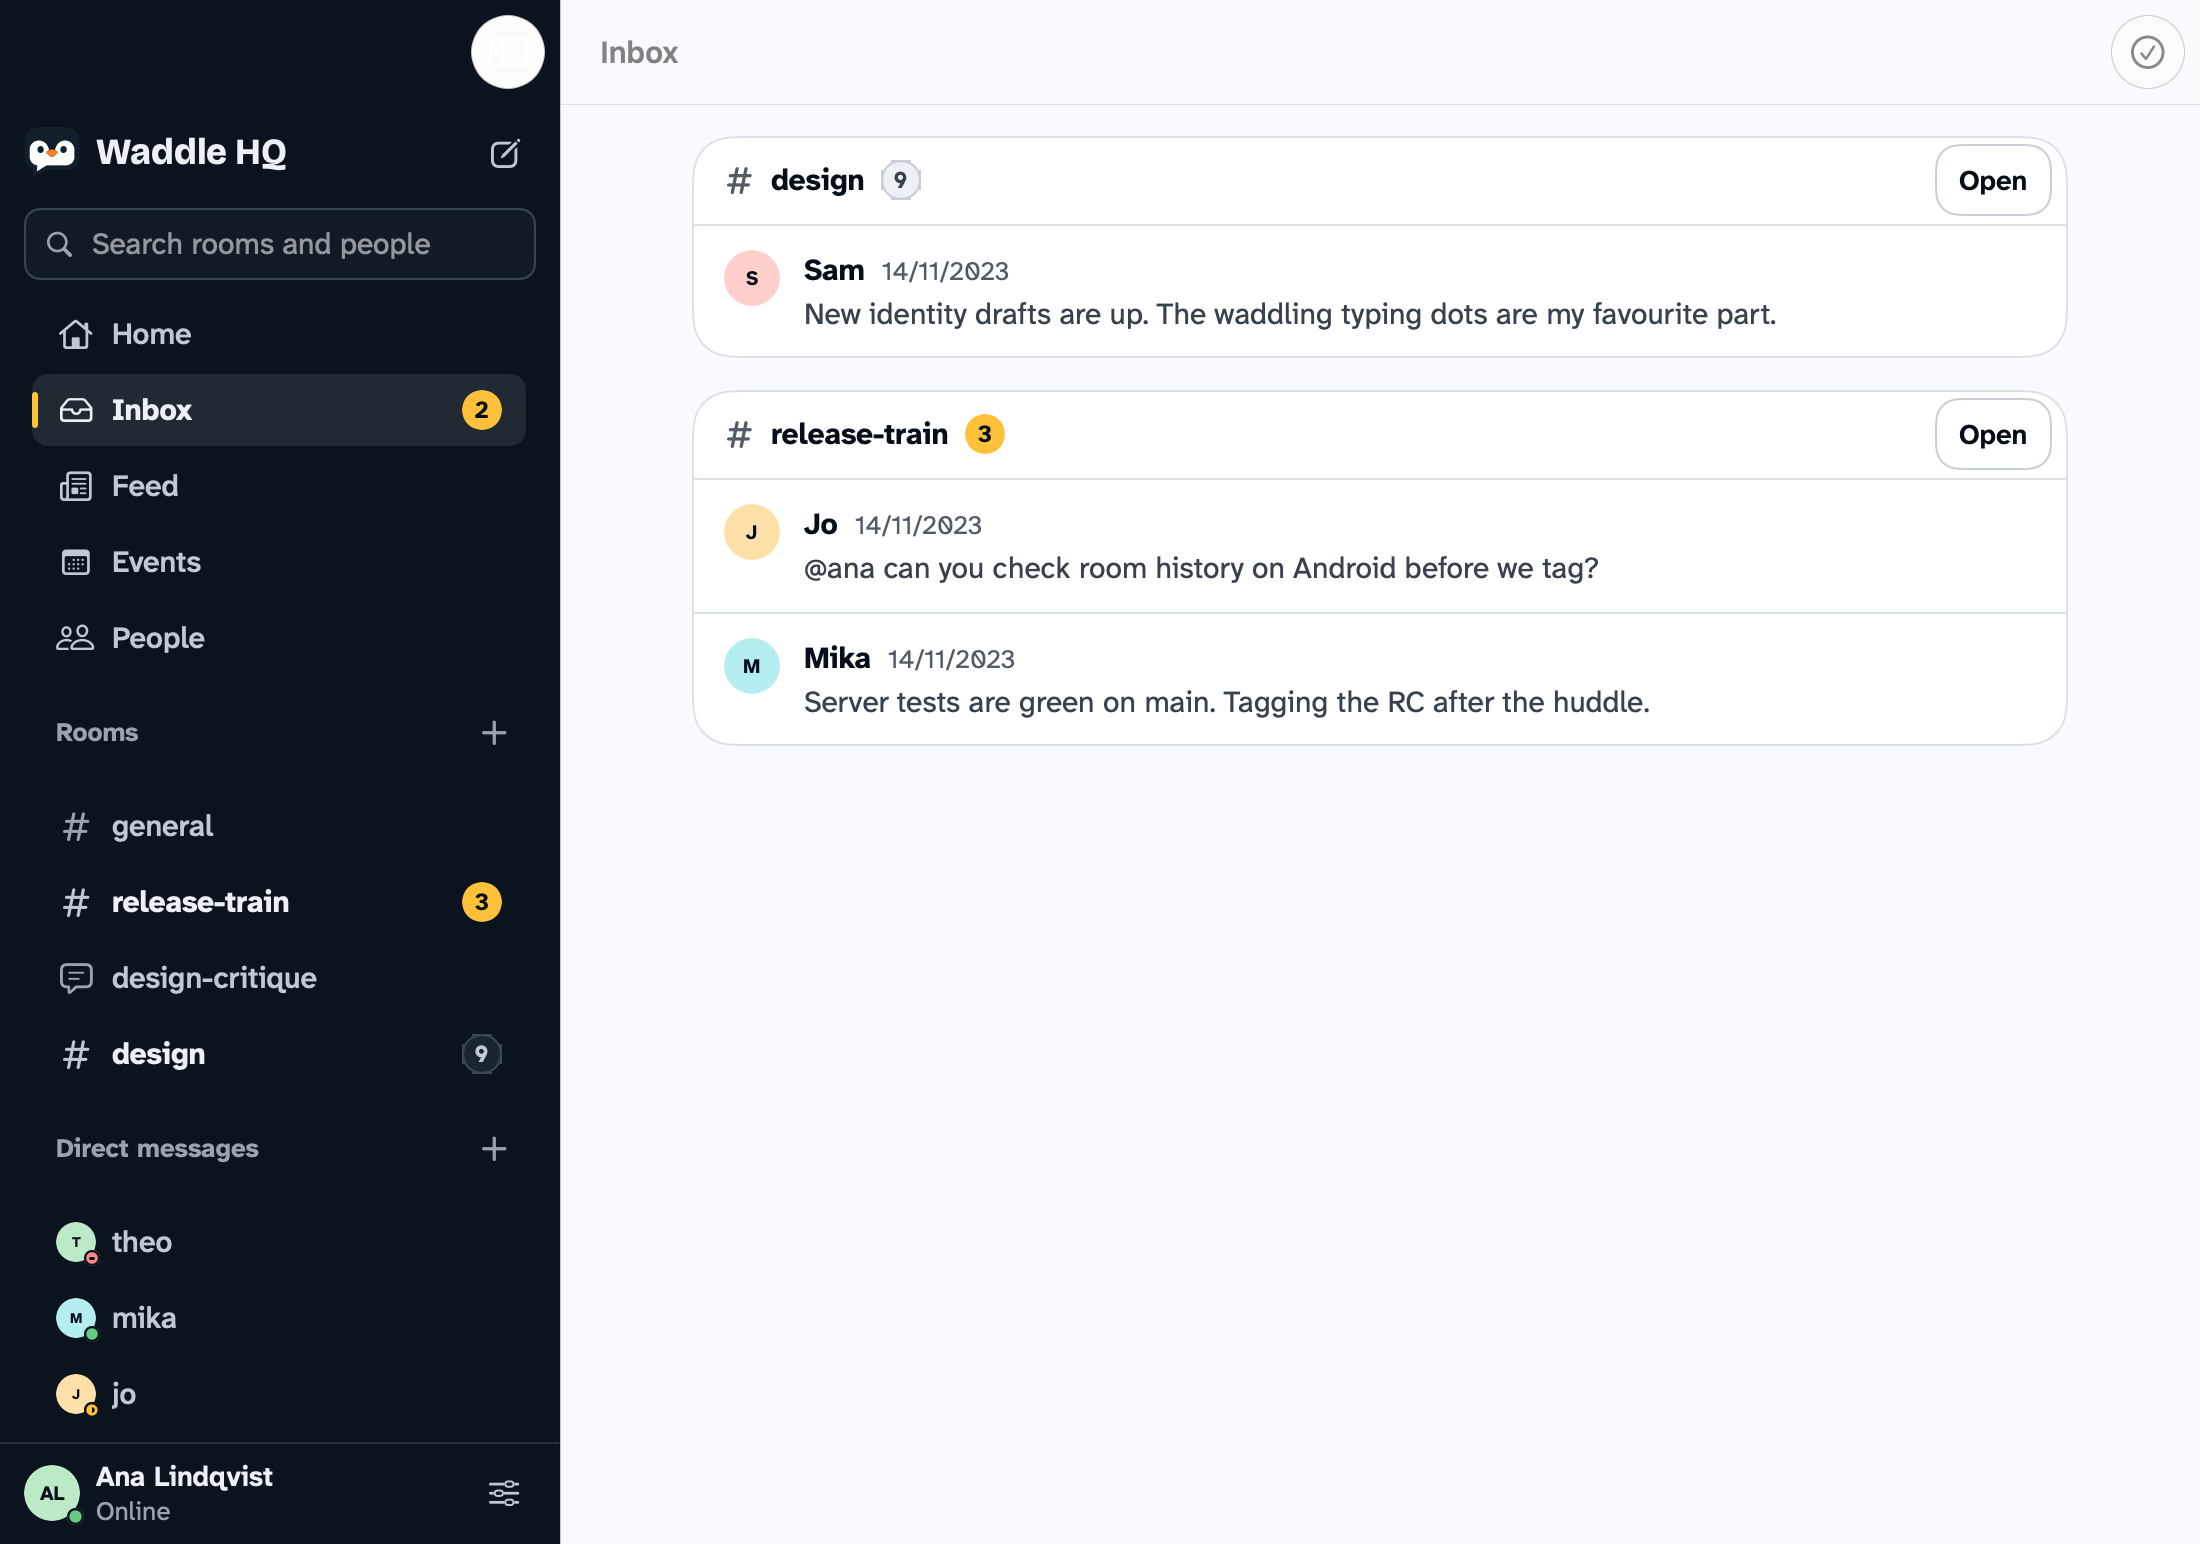 Waddle HQ
Search rooms and people
Home
Inbox 2
Feed
Events
People
Rooms
general
release-train 3
design-critique
design 9
Direct messages
T theo
M mika
J jo
AL Ana Lindqvist
Online
Inbox
# design 9 Open
S Sam 14/11/2023
New identity drafts are up. The waddling typing dots are my favourite part.
# release-train 3 Open
J Jo 14/11/2023
@ana can you check room history on Android before we tag?
M Mika 14/11/2023
Server tests are green on main. Tagging the RC after the huddle.